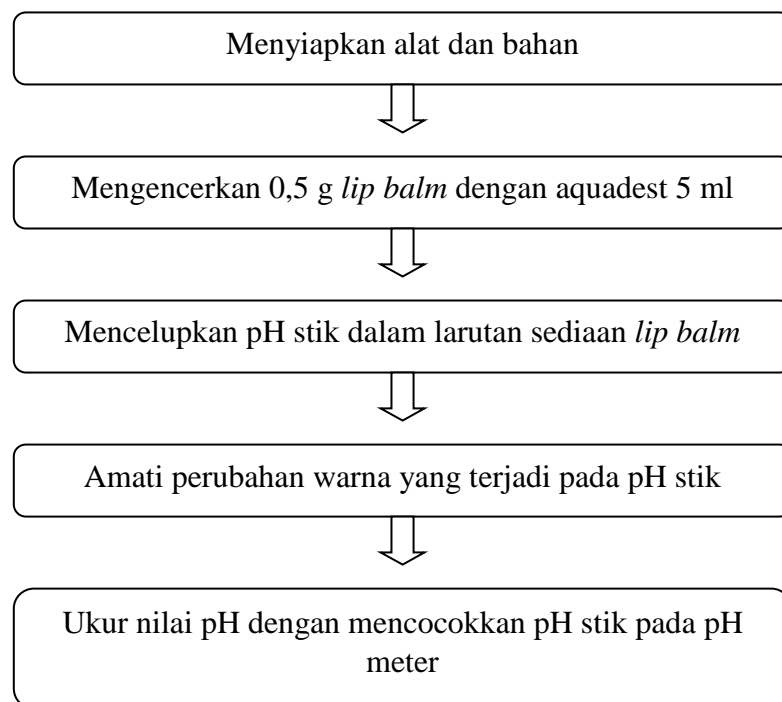 Menyiapkan alat dan bahan
Mengencerkan 0,5 g lip balm dengan aquadest 5 ml
Mencelupkan pH stik dalam larutan sediaan lip balm
Amati perubahan warna yang terjadi pada pH stik
Ukur nilai pH dengan mencocokkan pH stik pada pH
meter